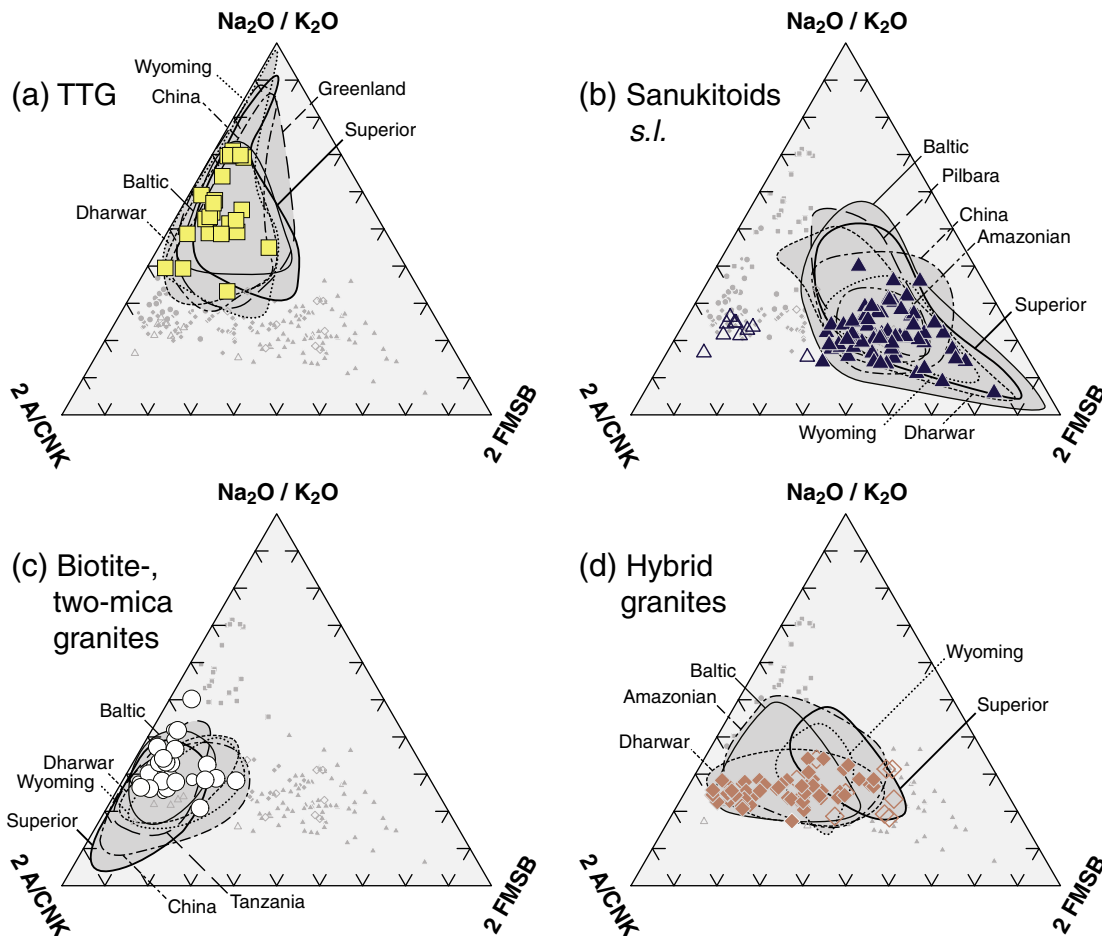 Na₂O / K₂O
(a) TTG
Wyoming
China
Greenland
Superior
Baltic
Dharwar
2 A/CNK
2 FMSB
Na₂O / K₂O
(b) Sanukitoids
s.l.
Baltic
Pilbara
China
Amazonian
Superior
Wyoming
Dharwar
2 A/CNK
2 FMSB
Na₂O / K₂O
(c) Biotite-,
two-mica
granites
Baltic
Dharwar
Wyoming
Superior
China
Tanzania
2 A/CNK
2 FMSB
Na₂O / K₂O
(d) Hybrid
granites
Wyoming
Baltic
Amazonian
Superior
Dharwar
2 A/CNK
2 FMSB